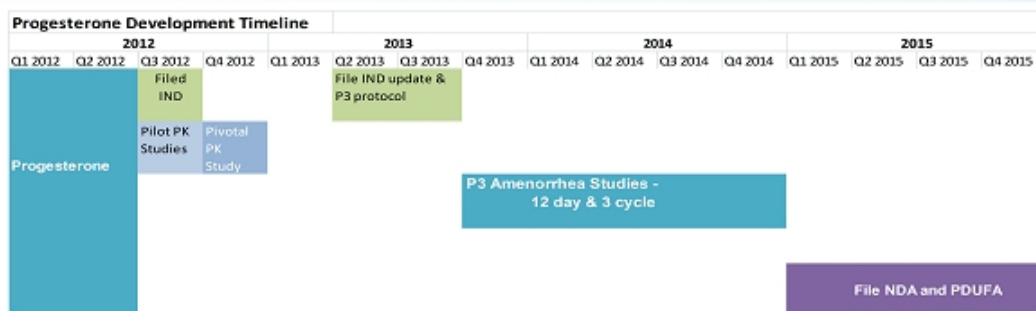 Progesterone Development Timeline
2012 2013 2014 2015
Q1 2012 Q2 2012 Q3 2012 Q4 2012 Q1 2013 Q2 2013 Q3 2013 Q4 2013 Q1 2014 Q2 2014 Q3 2014 Q4 2014 Q1 2015 Q2 2015 Q3 2015 Q4 2015
Filed
IND
File IND update &
P3 protocol
Pilot PK
Studies
Pivotal
PK
Study
Progesterone
P3 Amenorrhea Studies -
12 day & 3 cycle
File NDA and PDUFA